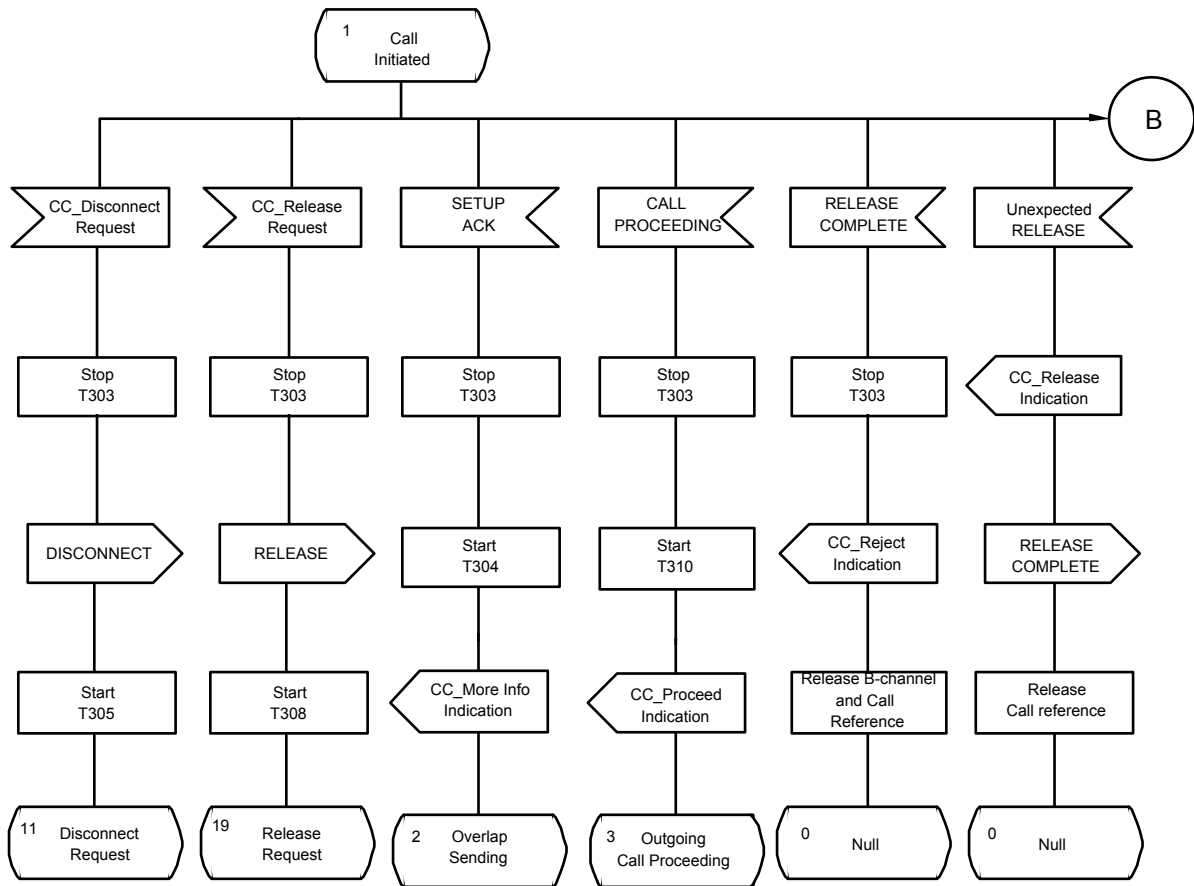 1
Call
Initiated
B
CC_Disconnect
Request
CC_Release
Request
SETUP
ACK
CALL
PROCEEDING
RELEASE
COMPLETE
Unexpected
RELEASE
Stop
T303
Stop
T303
Stop
T303
Stop
T303
Stop
T303
CC_Release
Indication
DISCONNECT
RELEASE
Start
T304
Start
T310
CC_Reject
Indication
RELEASE
COMPLETE
Start
T305
Start
T308
CC_More Info
Indication
CC_Proceed
Indication
Release B-channel
and Call
Reference
Release
Call reference
11
Disconnect
Request
19
Release
Request
2
Overlap
Sending
3
Outgoing
Call Proceeding
0
Null
0
Null